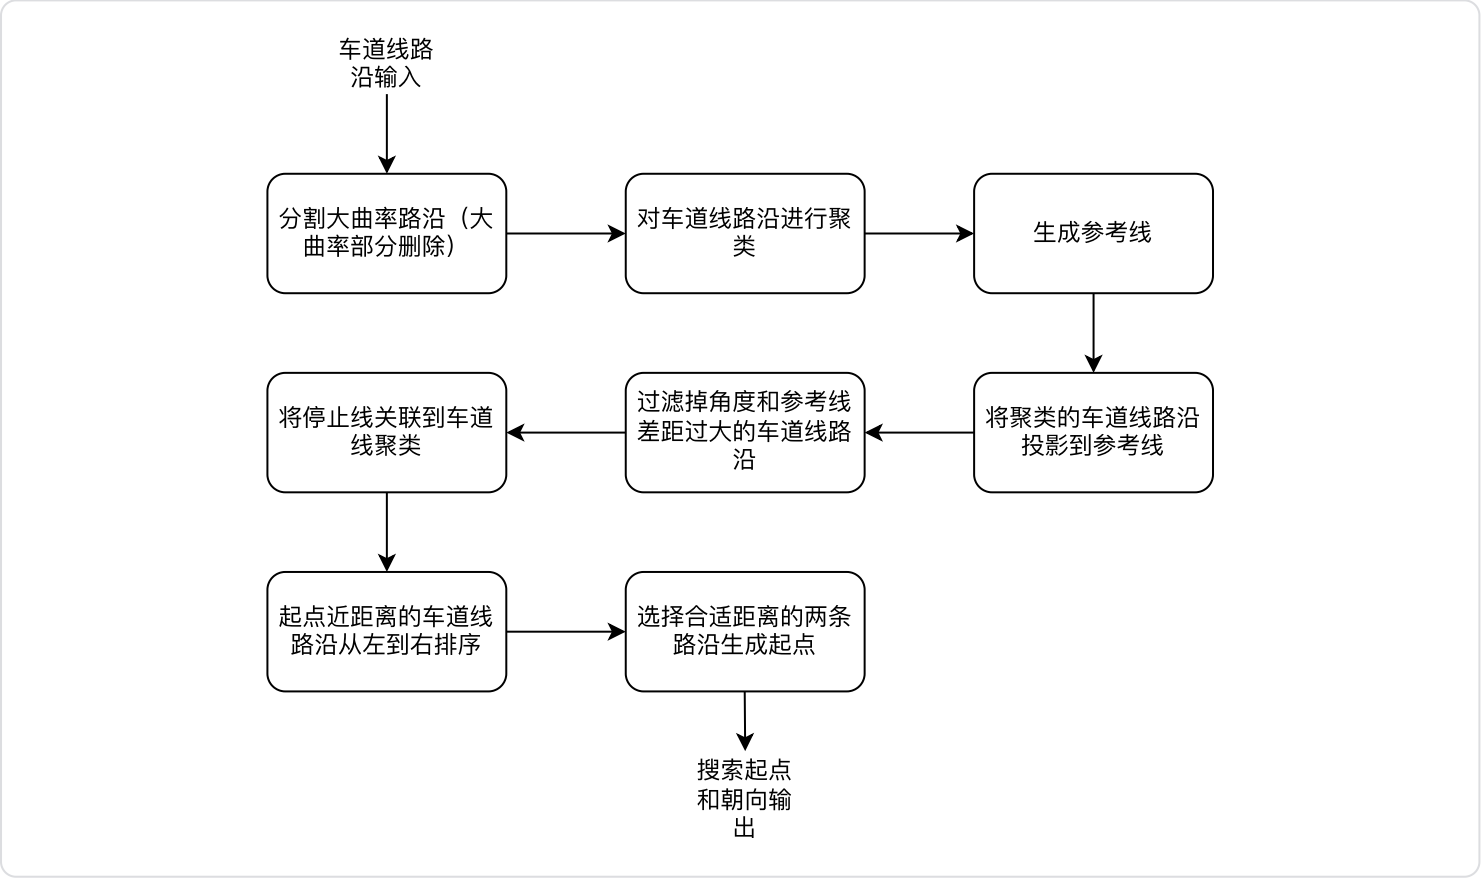 车道线路
沿输入
分割大曲率路沿（大
曲率部分删除）
对车道线路沿进行聚
类
生成参考线
将聚类的车道线路沿
投影到参考线
过滤掉角度和参考线
差距过大的车道线路
沿
将停止线关联到车道
线聚类
起点近距离的车道线
路沿从左到右排序
选择合适距离的两条
路沿生成起点
搜索起点
和朝向输
出